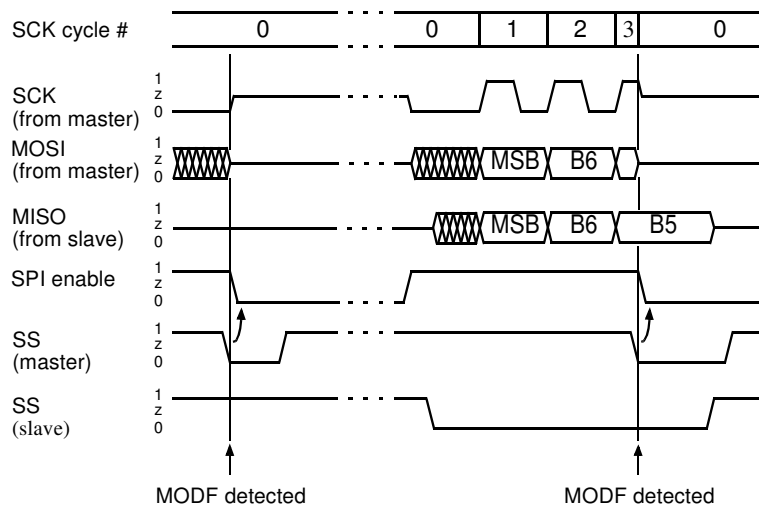 SCK cycle # 0 0 1 2 3 0
SCK
(from master)
1
z
0
MOSI
(from master)
1
z
0
MSB B6
MISO
(from slave)
1
z
0
MSB B6 B5
SPI enable
1
z
0
SS
(master)
1
z
0
SS
(slave)
1
z
0
MODF detected MODF detected